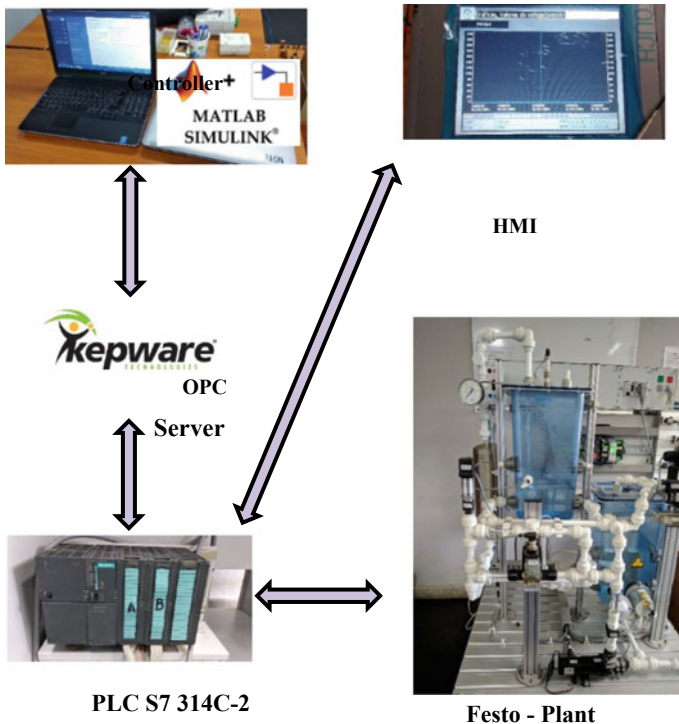 Controller+
MATLAB
SIMULINK®
HMI
kepware®
TECHNOLOGIES
OPC
Server
A
B
PLC S7 314C-2
Festo - Plant